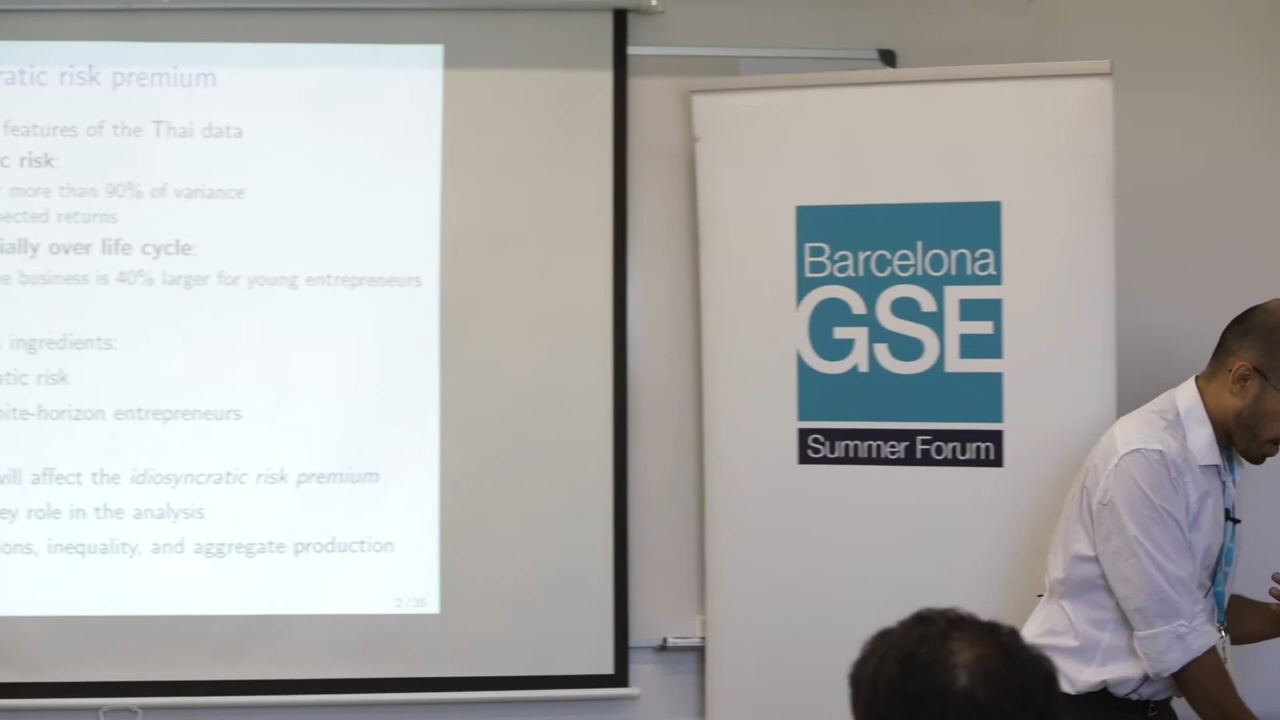 ratic risk premium
features of the Thai data
c risk:
more than 90% of variance
pected returns
ially over life cycle:
e business is 40% larger for young entrepreneurs
ingredients:
atic risk
nite-horizon entrepreneurs
will affect the idiosyncratic risk premium
ey role in the analysis
ions, inequality, and aggregate production
2 / 35
Barcelona
GSE
Summer Forum